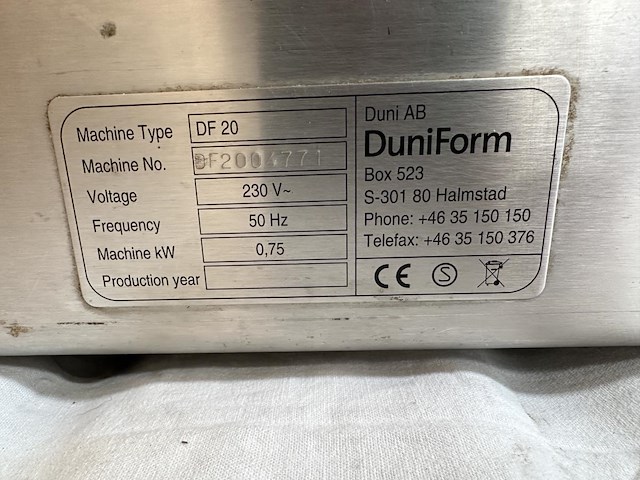 Machine Type DF 20
Machine No. DF2004771
Voltage 230 V~
Frequency 50 Hz
Machine kW 0,75
Production year
Duni AB
DuniForm
Box 523
S-301 80 Halmstad
Phone: +46 35 150 150
Telefax: +46 35 150 376
CE S